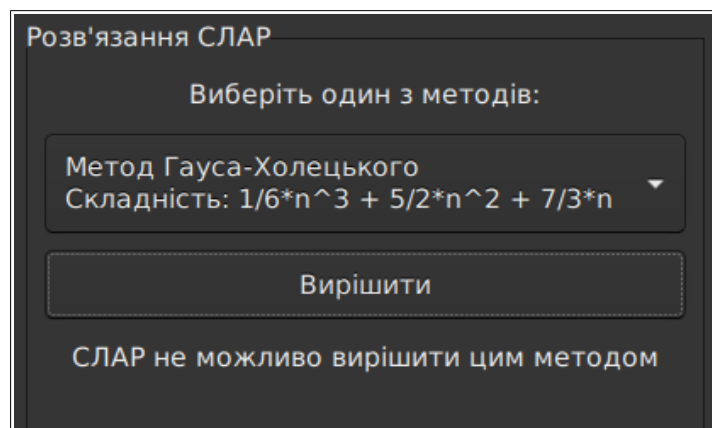 Розв'язання СЛАР
Виберіть один з методів:
Метод Гауса-Холецького
Складність: 1/6*n^3 + 5/2*n^2 + 7/3*n
Вирішити
СЛАР не можливо вирішити цим методом